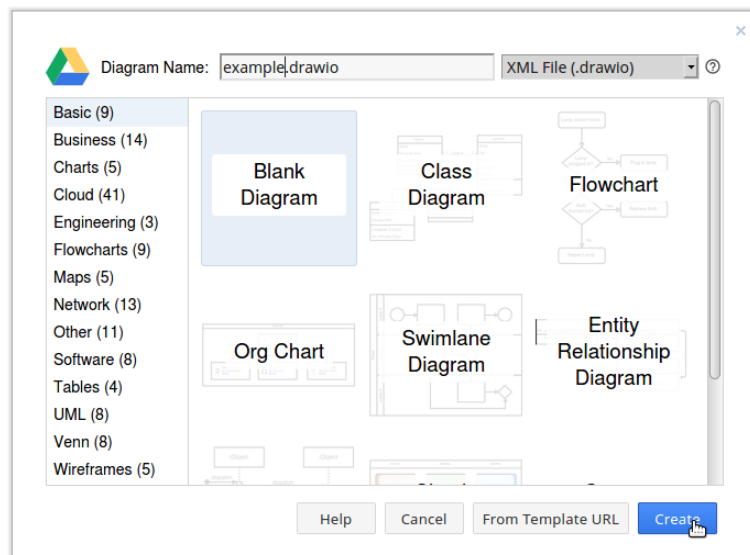 ×
Diagram Name: example.drawio XML File (.drawio)
Basic (9)
Business (14)
Charts (5)
Cloud (41)
Engineering (3)
Flowcharts (9)
Maps (5)
Network (13)
Other (11)
Software (8)
Tables (4)
UML (8)
Venn (8)
Wireframes (5)
Blank
Diagram
Class
Diagram
Flowchart
Org Chart
Swimlane
Diagram
Entity
Relationship
Diagram
Help
Cancel
From Template URL
Create